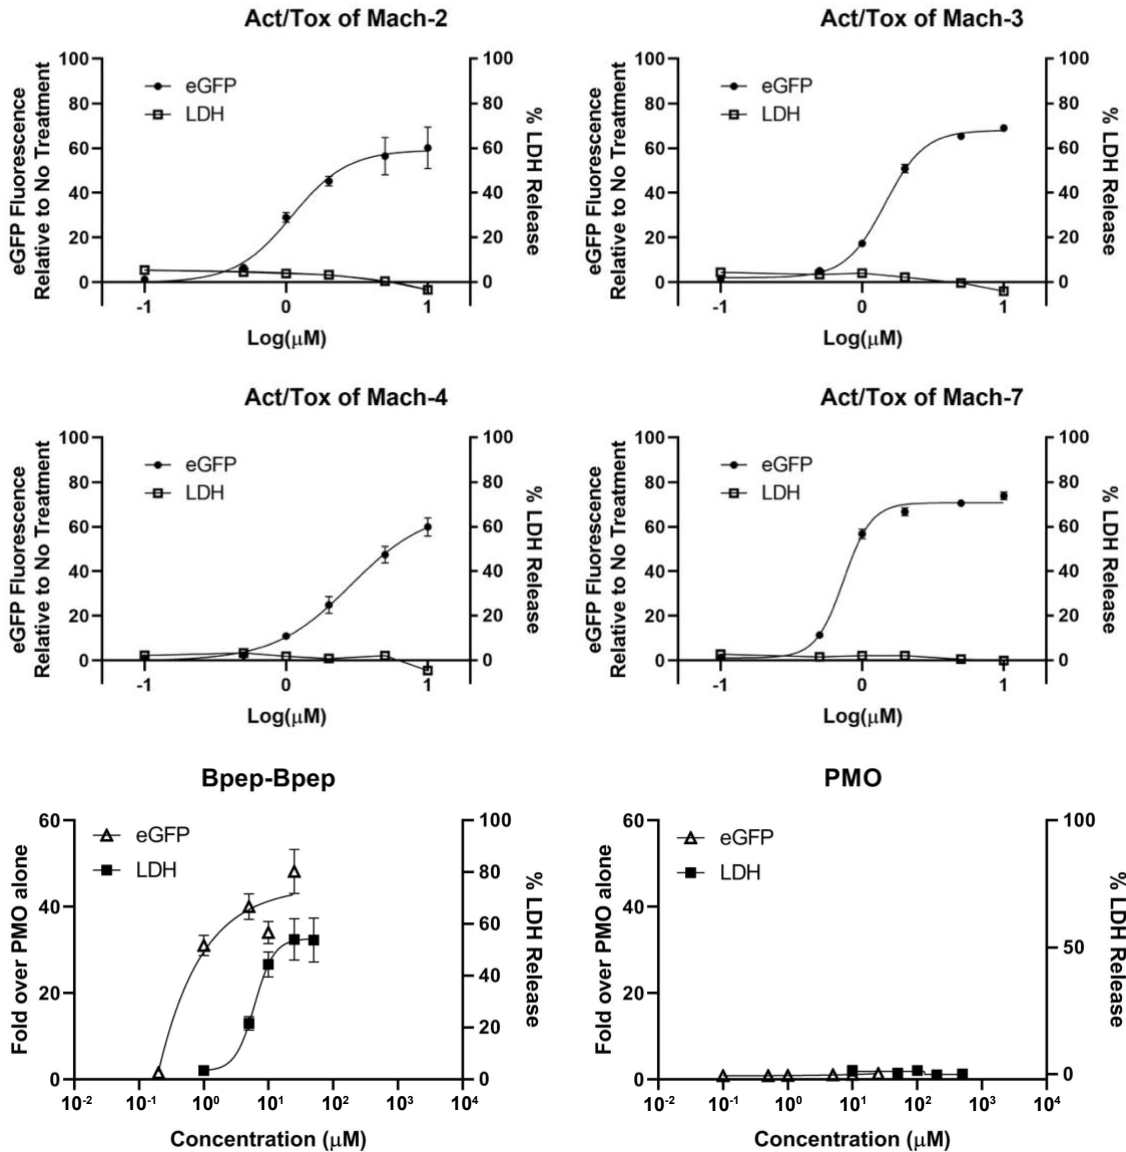 Act/Tox of Mach-2
eGFP Fluorescence
Relative to No Treatment
100
80
60
40
20
0
eGFP
LDH
100
80
60
40
20
0
% LDH Release
-1 0 1
Log(μM)
Act/Tox of Mach-3
eGFP Fluorescence
Relative to No Treatment
100
80
60
40
20
0
eGFP
LDH
100
80
60
40
20
0
% LDH Release
-1 0 1
Log(μM)
Act/Tox of Mach-4
eGFP Fluorescence
Relative to No Treatment
100
80
60
40
20
0
eGFP
LDH
100
80
60
40
20
0
% LDH Release
-1 0 1
Log(μM)
Act/Tox of Mach-7
eGFP Fluorescence
Relative to No Treatment
100
80
60
40
20
0
eGFP
LDH
100
80
60
40
20
0
% LDH Release
-1 0 1
Log(μM)
Bpep-Bpep
Fold over PMO alone
60
40
20
0
eGFP
LDH
100
80
60
40
20
0
% LDH Release
10⁻² 10⁻¹ 10⁰ 10¹ 10² 10³ 10⁴
Concentration (μM)
PMO
Fold over PMO alone
60
40
20
0
eGFP
LDH
100
50
0
% LDH Release
10⁻² 10⁻¹ 10⁰ 10¹ 10² 10³ 10⁴
Concentration (μM)